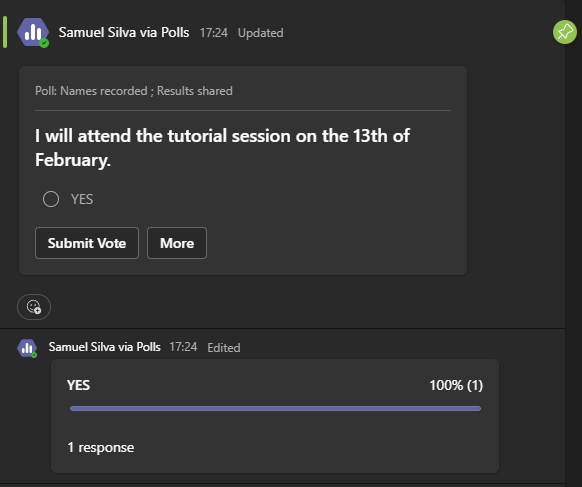 Samuel Silva via Polls 17:24 Updated
Poll: Names recorded ; Results shared
I will attend the tutorial session on the 13th of
February.
YES
Submit Vote More
Samuel Silva via Polls 17:24 Edited
YES 100% (1)
1 response